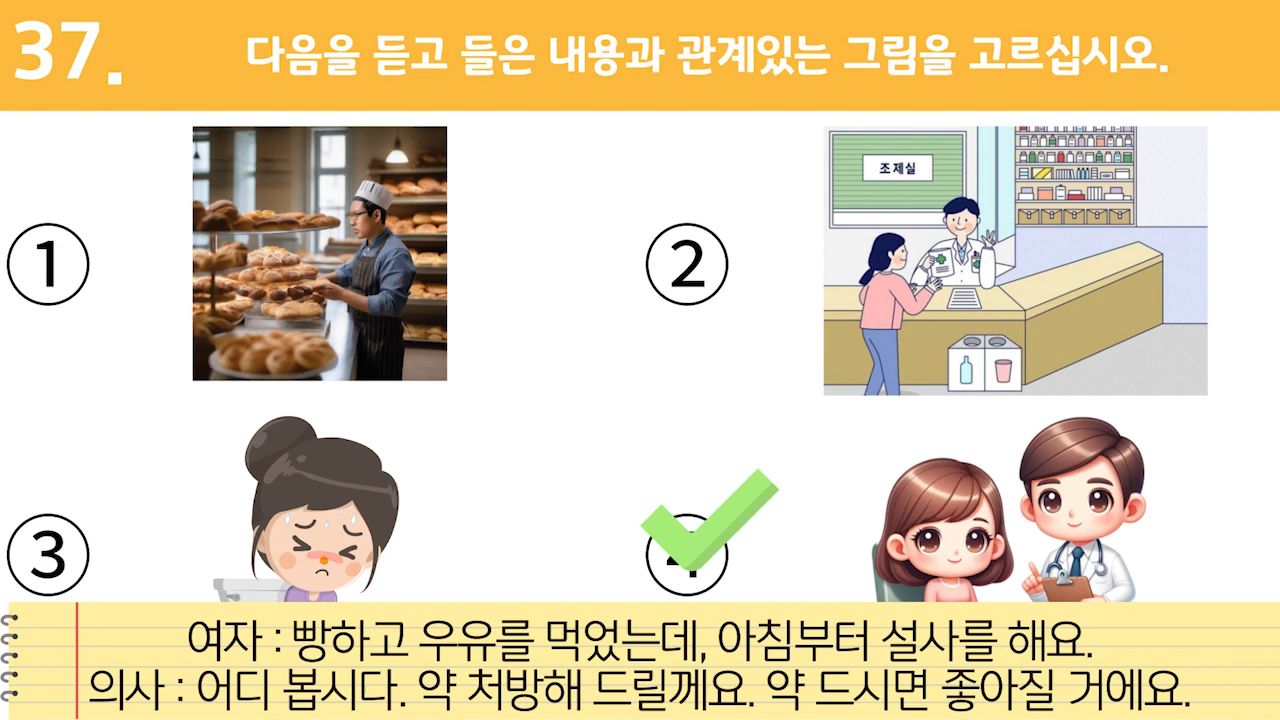 37. 다음을 듣고 들은 내용과 관계있는 그림을 고르십시오.
①
②
조제실
③
여자 : 빵하고 우유를 먹었는데, 아침부터 설사를 해요.
의사 : 어디 봅시다. 약 처방해 드릴께요. 약 드시면 좋아질 거에요.